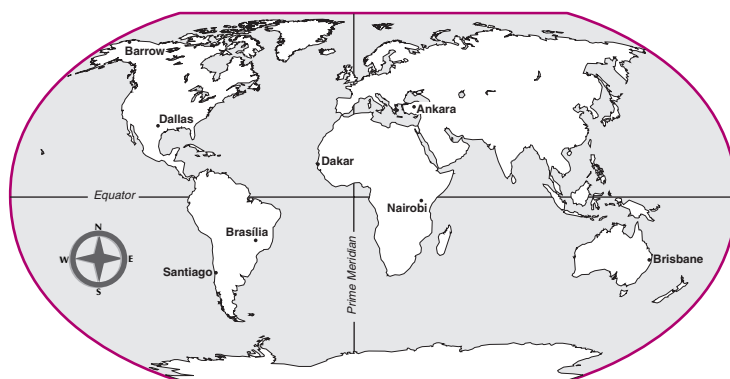 Barrow
Dallas
Ankara
Dakar
Equator
Nairobi
Brasília
N
W E
S
Santiago
Prime Meridian
Brisbane